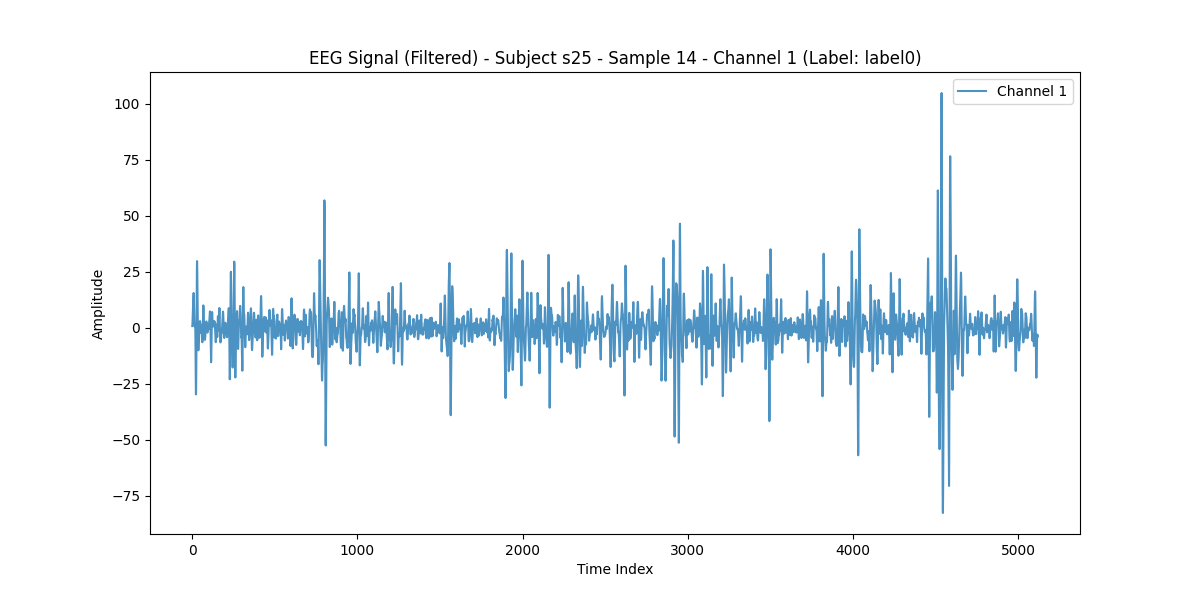 EEG Signal (Filtered) - Subject s25 - Sample 14 - Channel 1 (Label: label0)
Channel 1
Amplitude
100
75
50
25
0
−25
−50
−75
0 1000 2000 3000 4000 5000
Time Index